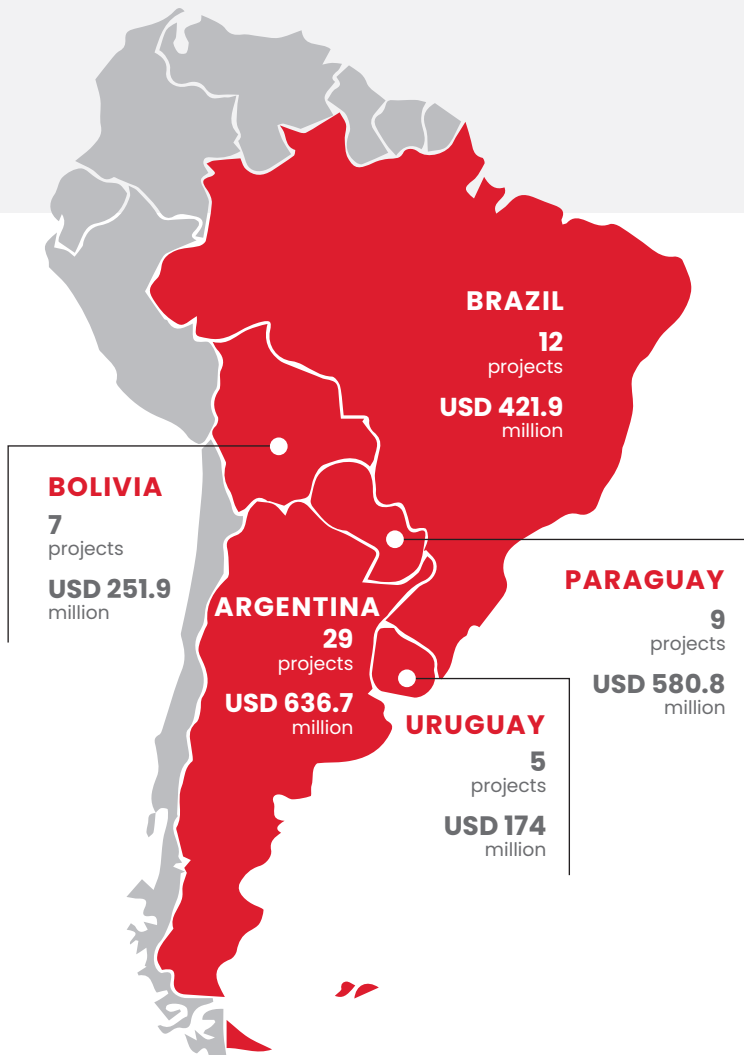 BRAZIL
12
projects
USD 421.9
million
BOLIVIA
7
projects
USD 251.9
million
PARAGUAY
9
projects
USD 580.8
million
ARGENTINA
29
projects
USD 636.7
million
URUGUAY
5
projects
USD 174
million